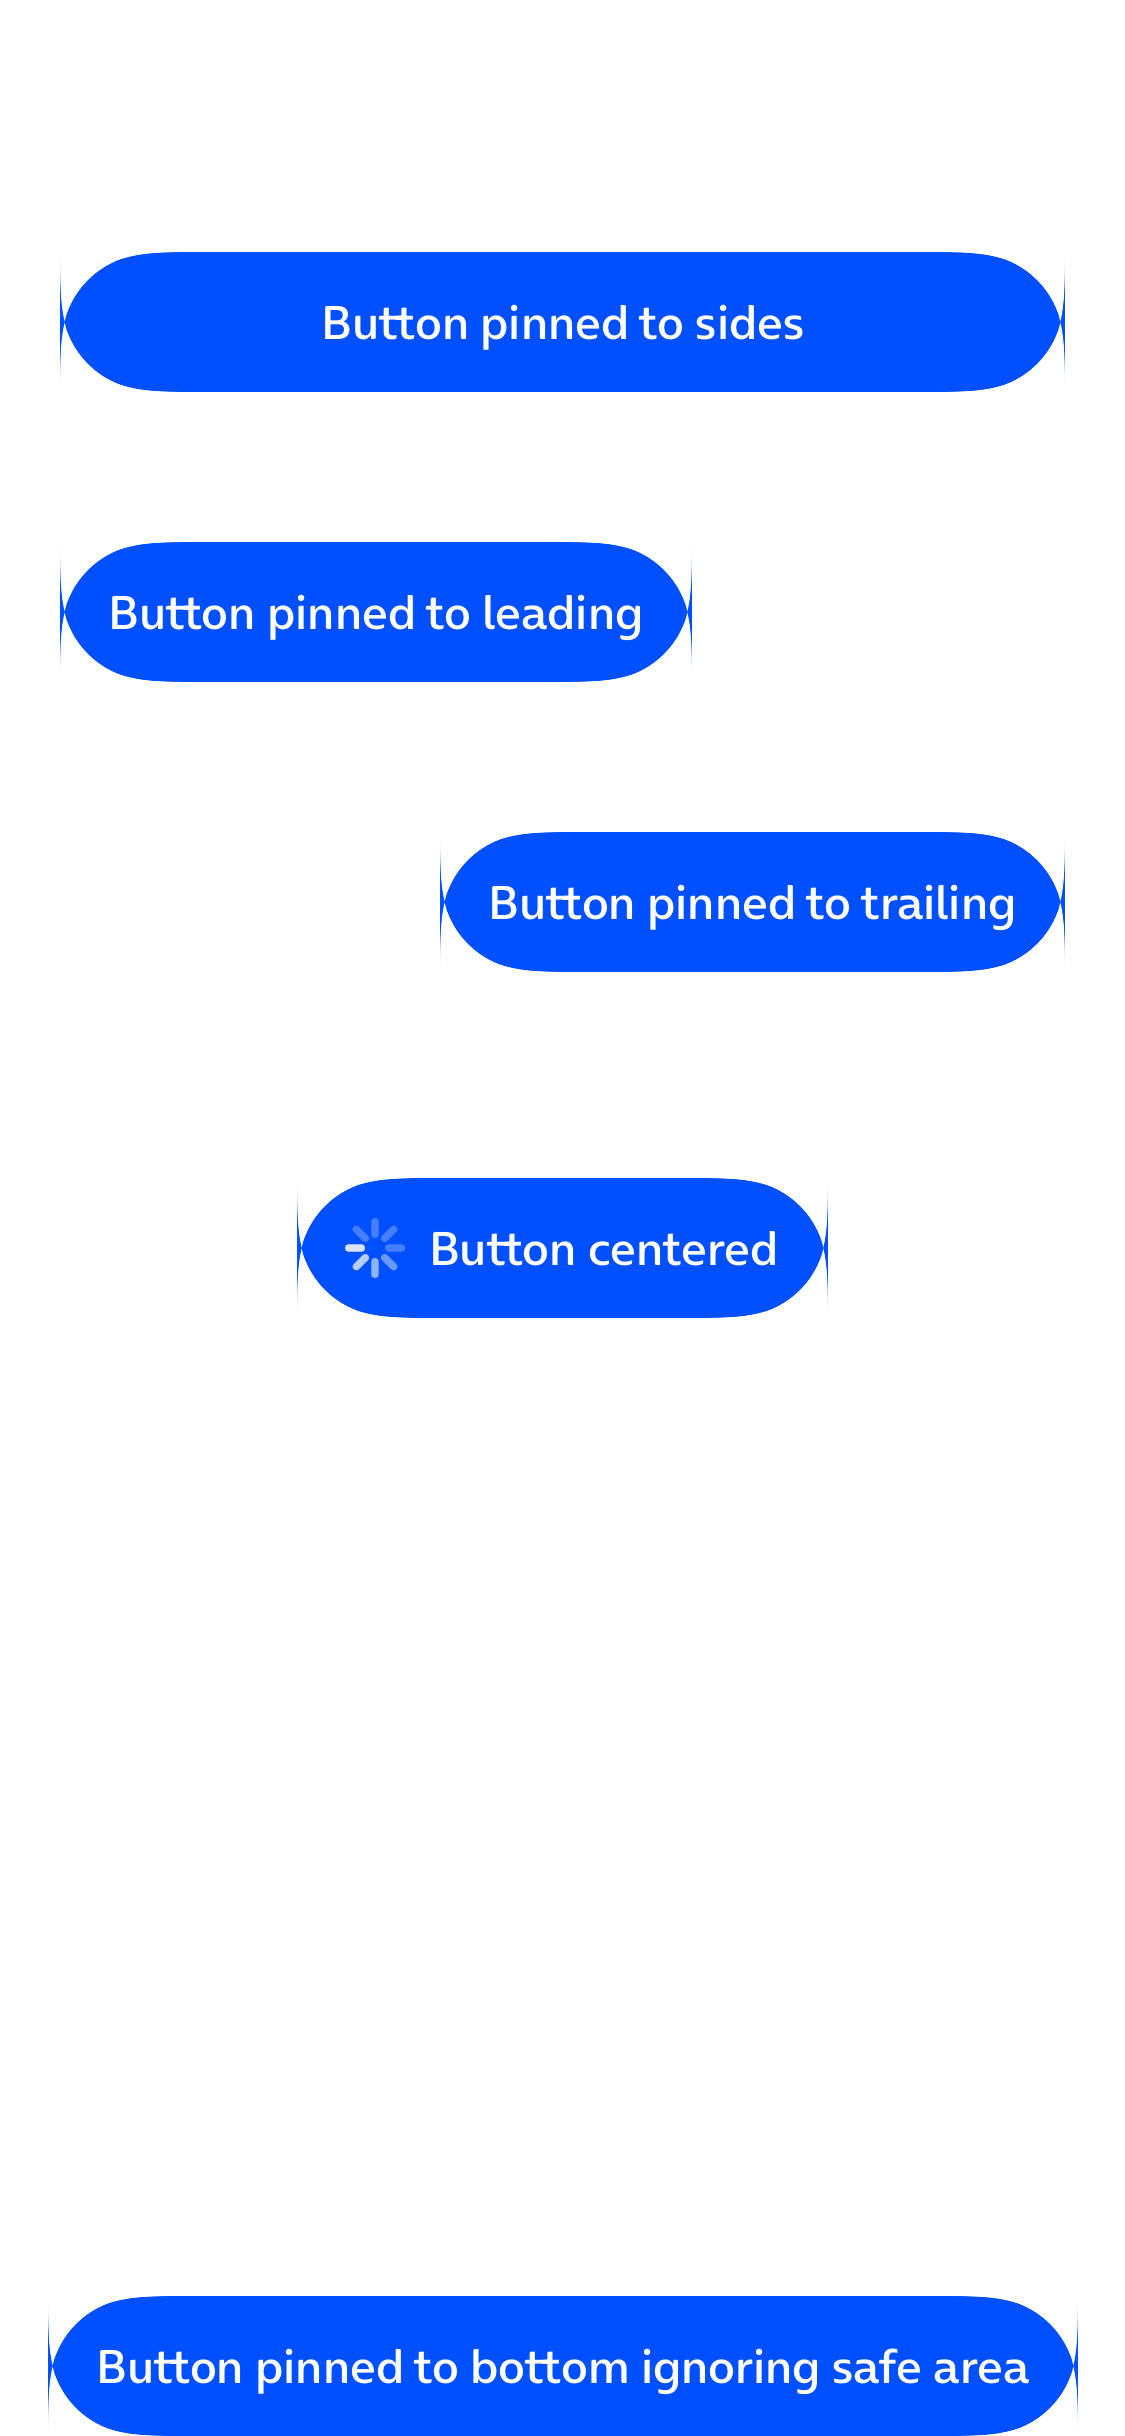 Button pinned to sides
Button pinned to leading
Button pinned to trailing
Button centered
Button pinned to bottom ignoring safe area